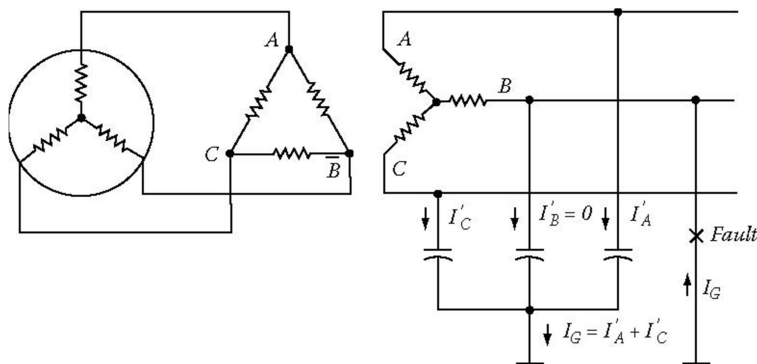 A
C
B
A
B
C
I'C
I'B = 0
I'A
Fault
IG
IG = I'A + I'C